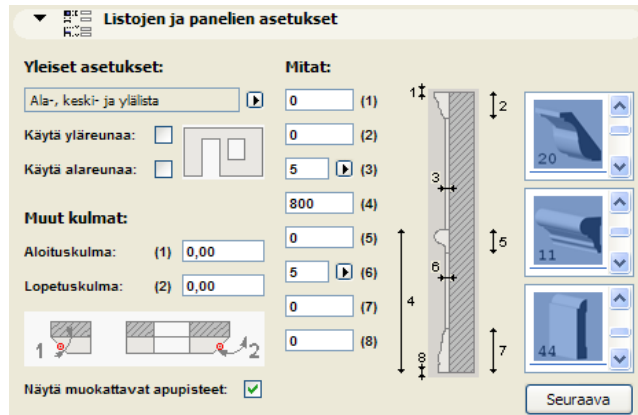 Listojen ja panelien asetukset
Yleiset asetukset:
Ala-, keski- ja ylälista
Käytä yläreunaa:
Käytä alareunaa:
Muut kulmat:
Aloituskulma: (1) 0,00
Lopetuskulma: (2) 0,00
1 2
Näytä muokattavat apupisteet:
Mitat:
0 (1)
0 (2)
5 (3)
800 (4)
0 (5)
5 (6)
0 (7)
0 (8)
1
2
3
5
6
4
7
8
20
11
44
Seuraava